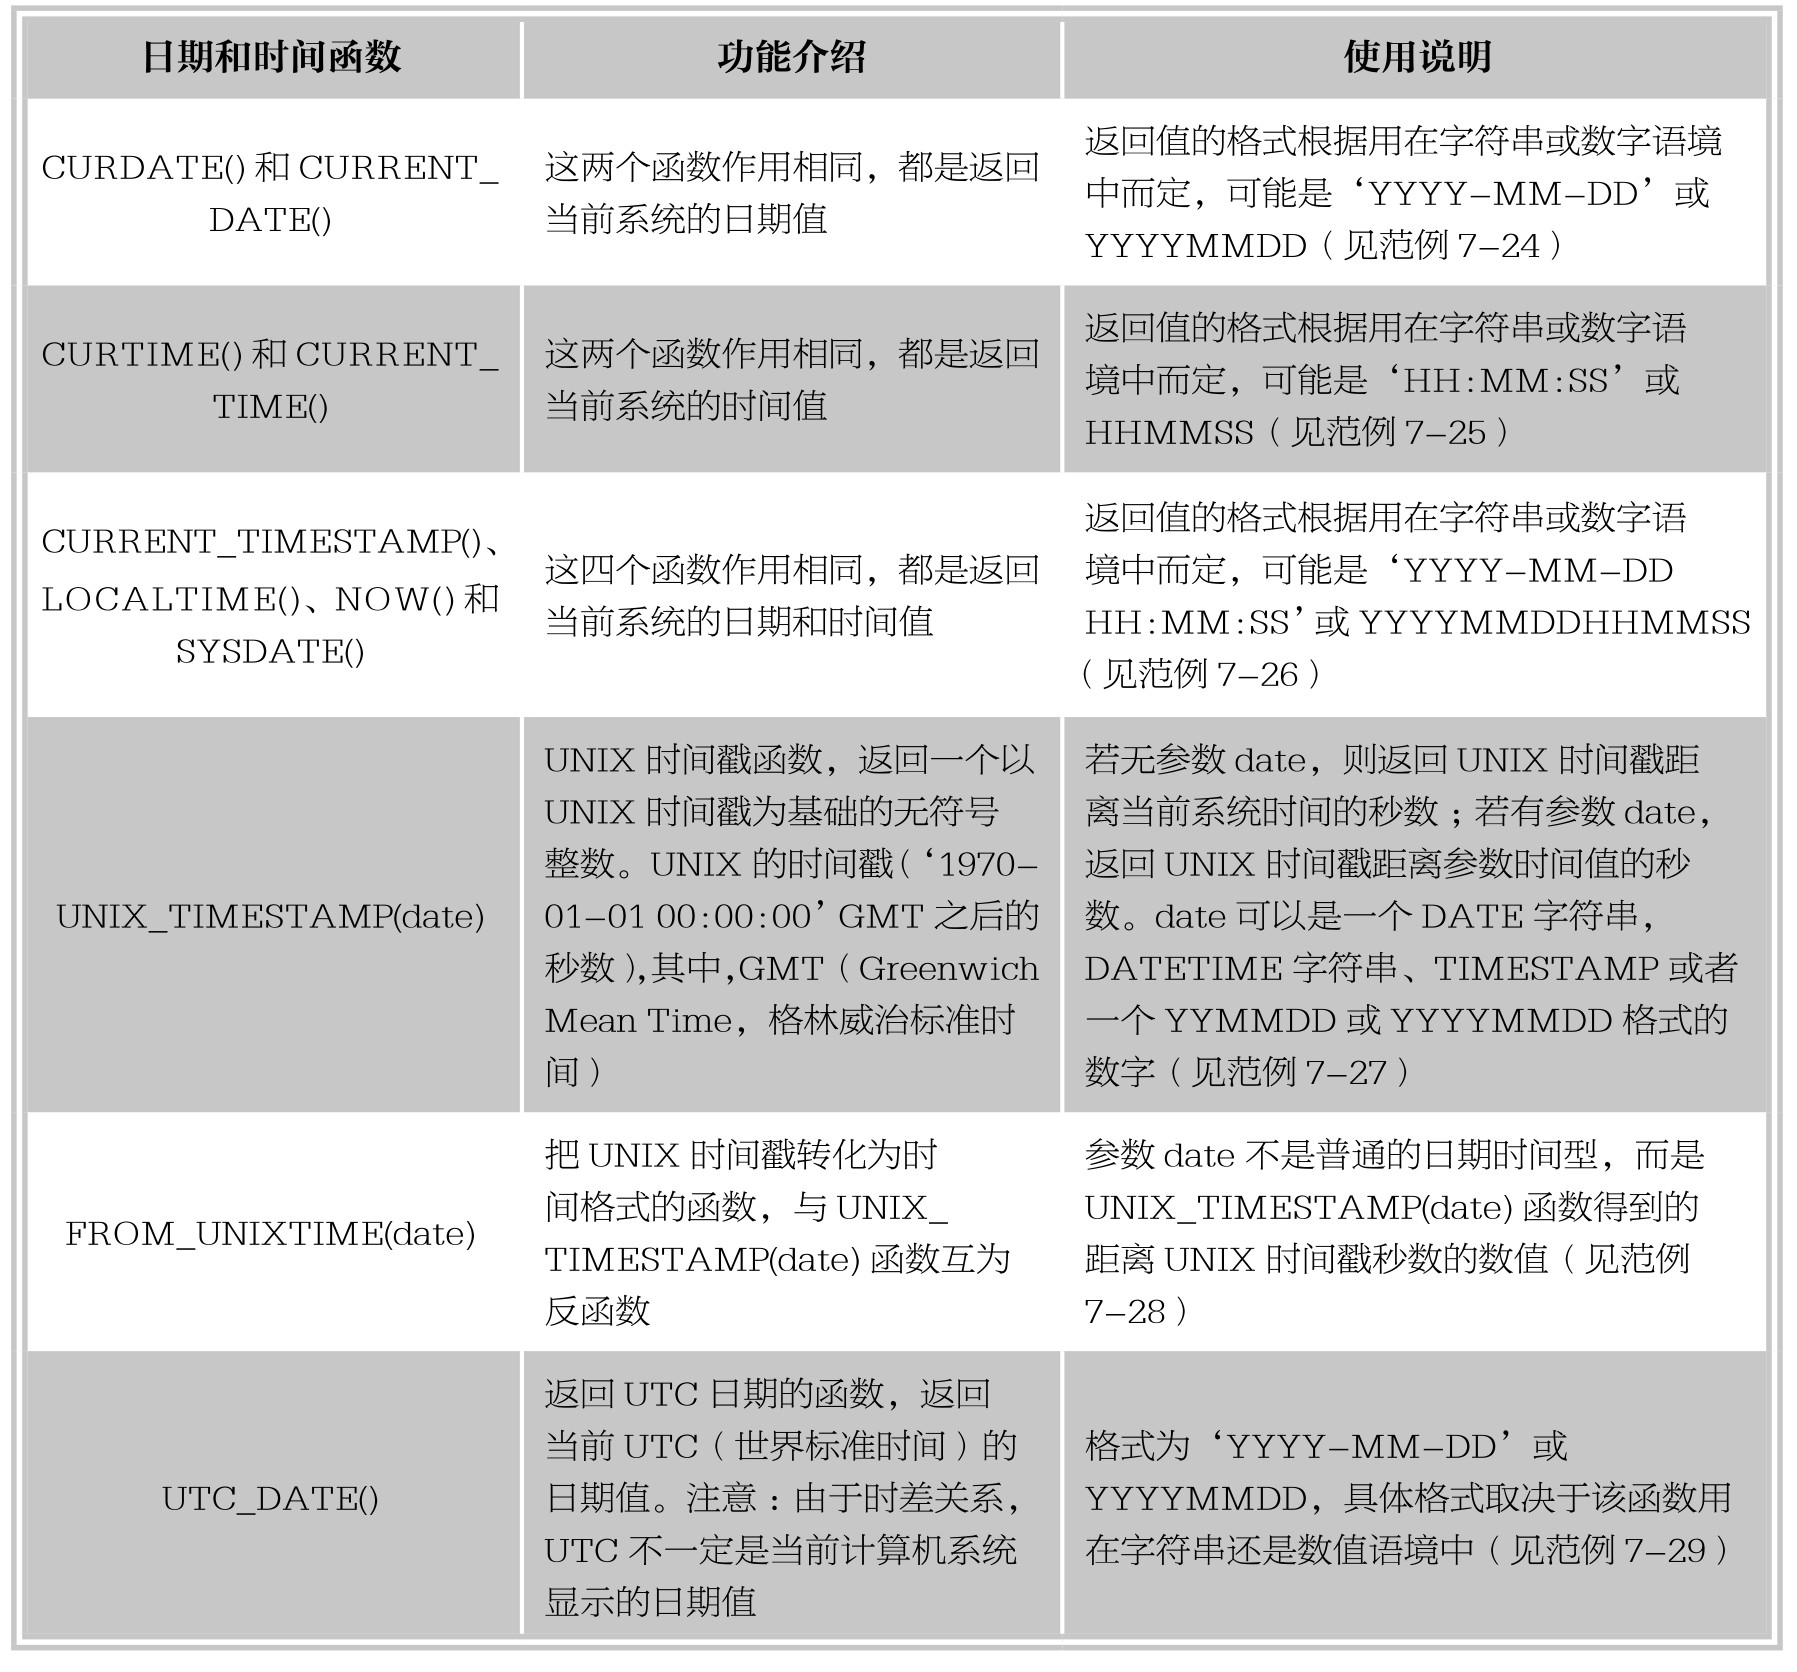 日期和时间函数
功能介绍
使用说明
CURDATE() 和 CURRENT_
DATE()
这两个函数作用相同，都是返回
当前系统的日期值
返回值的格式根据用在字符串或数字语境
中而定，可能是‘YYYY-MM-DD’或
YYYYMMDD（见范例 7-24）
CURTIME() 和 CURRENT_
TIME()
这两个函数作用相同，都是返回
当前系统的时间值
返回值的格式根据用在字符串或数字语
境中而定，可能是‘HH:MM:SS’或
HHMMSS（见范例 7-25）
CURRENT_TIMESTAMP()、
LOCALTIME()、NOW() 和
SYSDATE()
这四个函数作用相同，都是返回
当前系统的日期和时间值
返回值的格式根据用在字符串或数字语
境中而定，可能是‘YYYY-MM-DD
HH:MM:SS’或 YYYYMMDDHHMMSS
（见范例 7-26）
UNIX_TIMESTAMP(date)
UNIX 时间戳函数，返回一个以
UNIX 时间戳为基础的无符号
整数。UNIX 的时间戳（‘1970-
01-01 00:00:00’GMT 之后的
秒数）,其中,GMT（Greenwich
Mean Time，格林威治标准时
间）
若无参数 date，则返回 UNIX 时间戳距
离当前系统时间的秒数；若有参数 date，
返回 UNIX 时间戳距离参数时间值的秒
数。date 可以是一个 DATE 字符串，
DATETIME 字符串、TIMESTAMP 或者
一个 YYMMDD 或 YYYYMMDD 格式的
数字（见范例 7-27）
FROM_UNIXTIME(date)
把 UNIX 时间戳转化为时
间格式的函数，与 UNIX_
TIMESTAMP(date) 函数互为
反函数
参数 date 不是普通的日期时间型，而是
UNIX_TIMESTAMP(date) 函数得到的
距离 UNIX 时间戳秒数的数值（见范例
7-28）
UTC_DATE()
返回 UTC 日期的函数，返回
当前 UTC（世界标准时间）的
日期值。注意：由于时差关系，
UTC 不一定是当前计算机系统
显示的日期值
格式为‘YYYY-MM-DD’或
YYYYMMDD，具体格式取决于该函数用
在字符串还是数值语境中（见范例 7-29）